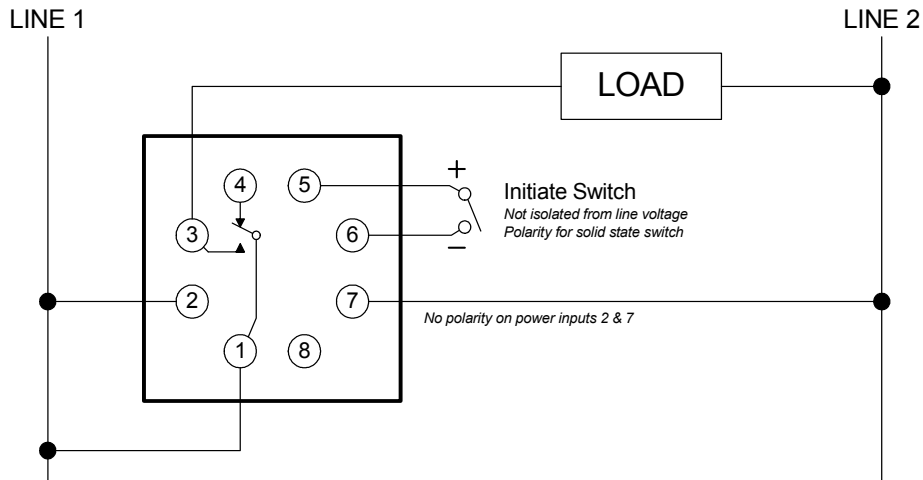 LINE 1
LINE 2
LOAD
4
5
+
Initiate Switch
Not isolated from line voltage
Polarity for solid state switch
3
6
–
2
7
No polarity on power inputs 2 & 7
1
8